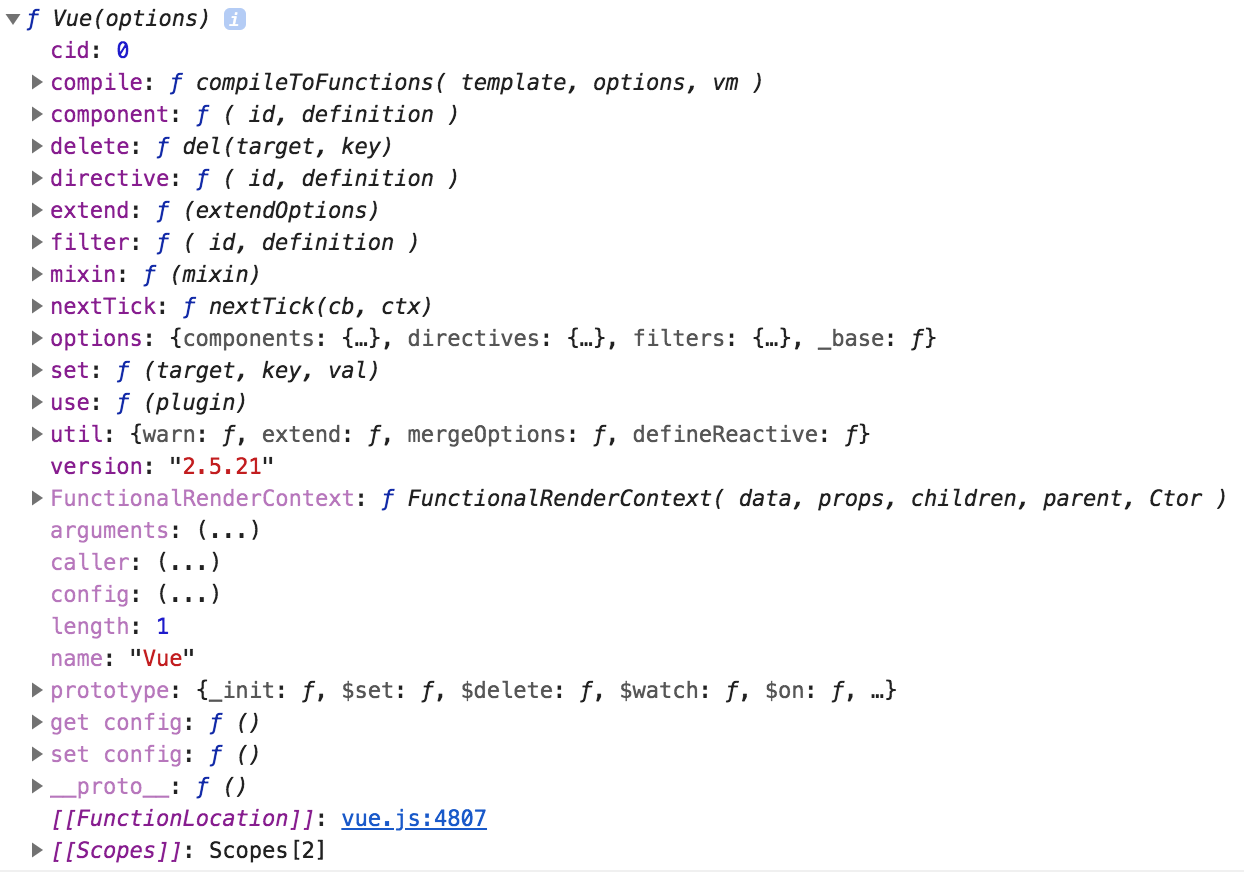 ▼ƒ Vue(options) i
cid: 0
▶compile: ƒ compileToFunctions( template, options, vm )
▶component: ƒ ( id, definition )
▶delete: ƒ del(target, key)
▶directive: ƒ ( id, definition )
▶extend: ƒ (extendOptions)
▶filter: ƒ ( id, definition )
▶mixin: ƒ (mixin)
▶nextTick: ƒ nextTick(cb, ctx)
▶options: {components: {…}, directives: {…}, filters: {…}, _base: ƒ}
▶set: ƒ (target, key, val)
▶use: ƒ (plugin)
▶util: {warn: ƒ, extend: ƒ, mergeOptions: ƒ, defineReactive: ƒ}
version: "2.5.21"
▶FunctionalRenderContext: ƒ FunctionalRenderContext( data, props, children, parent, Ctor )
arguments: (...)
caller: (...)
config: (...)
length: 1
name: "Vue"
▶prototype: {_init: ƒ, $set: ƒ, $delete: ƒ, $watch: ƒ, $on: ƒ, …}
▶get config: ƒ ()
▶set config: ƒ ()
▶__proto__: ƒ ()
[[FunctionLocation]]: vue.js:4807
▶[[Scopes]]: Scopes[2]